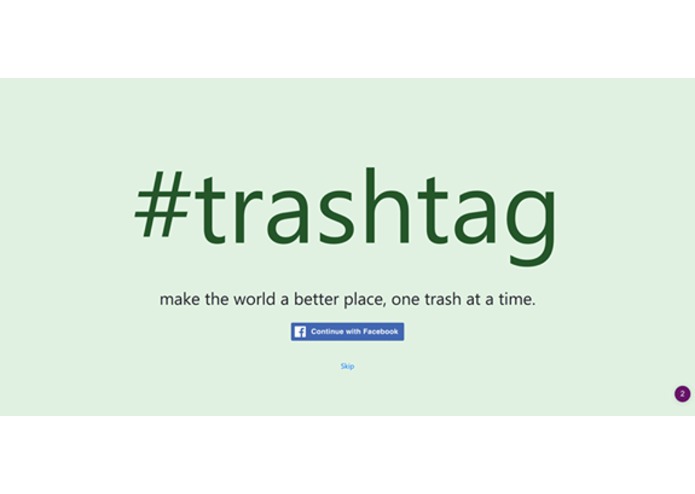 #trashtag
make the world a better place, one trash at a time.
Continue with Facebook
Skip
2